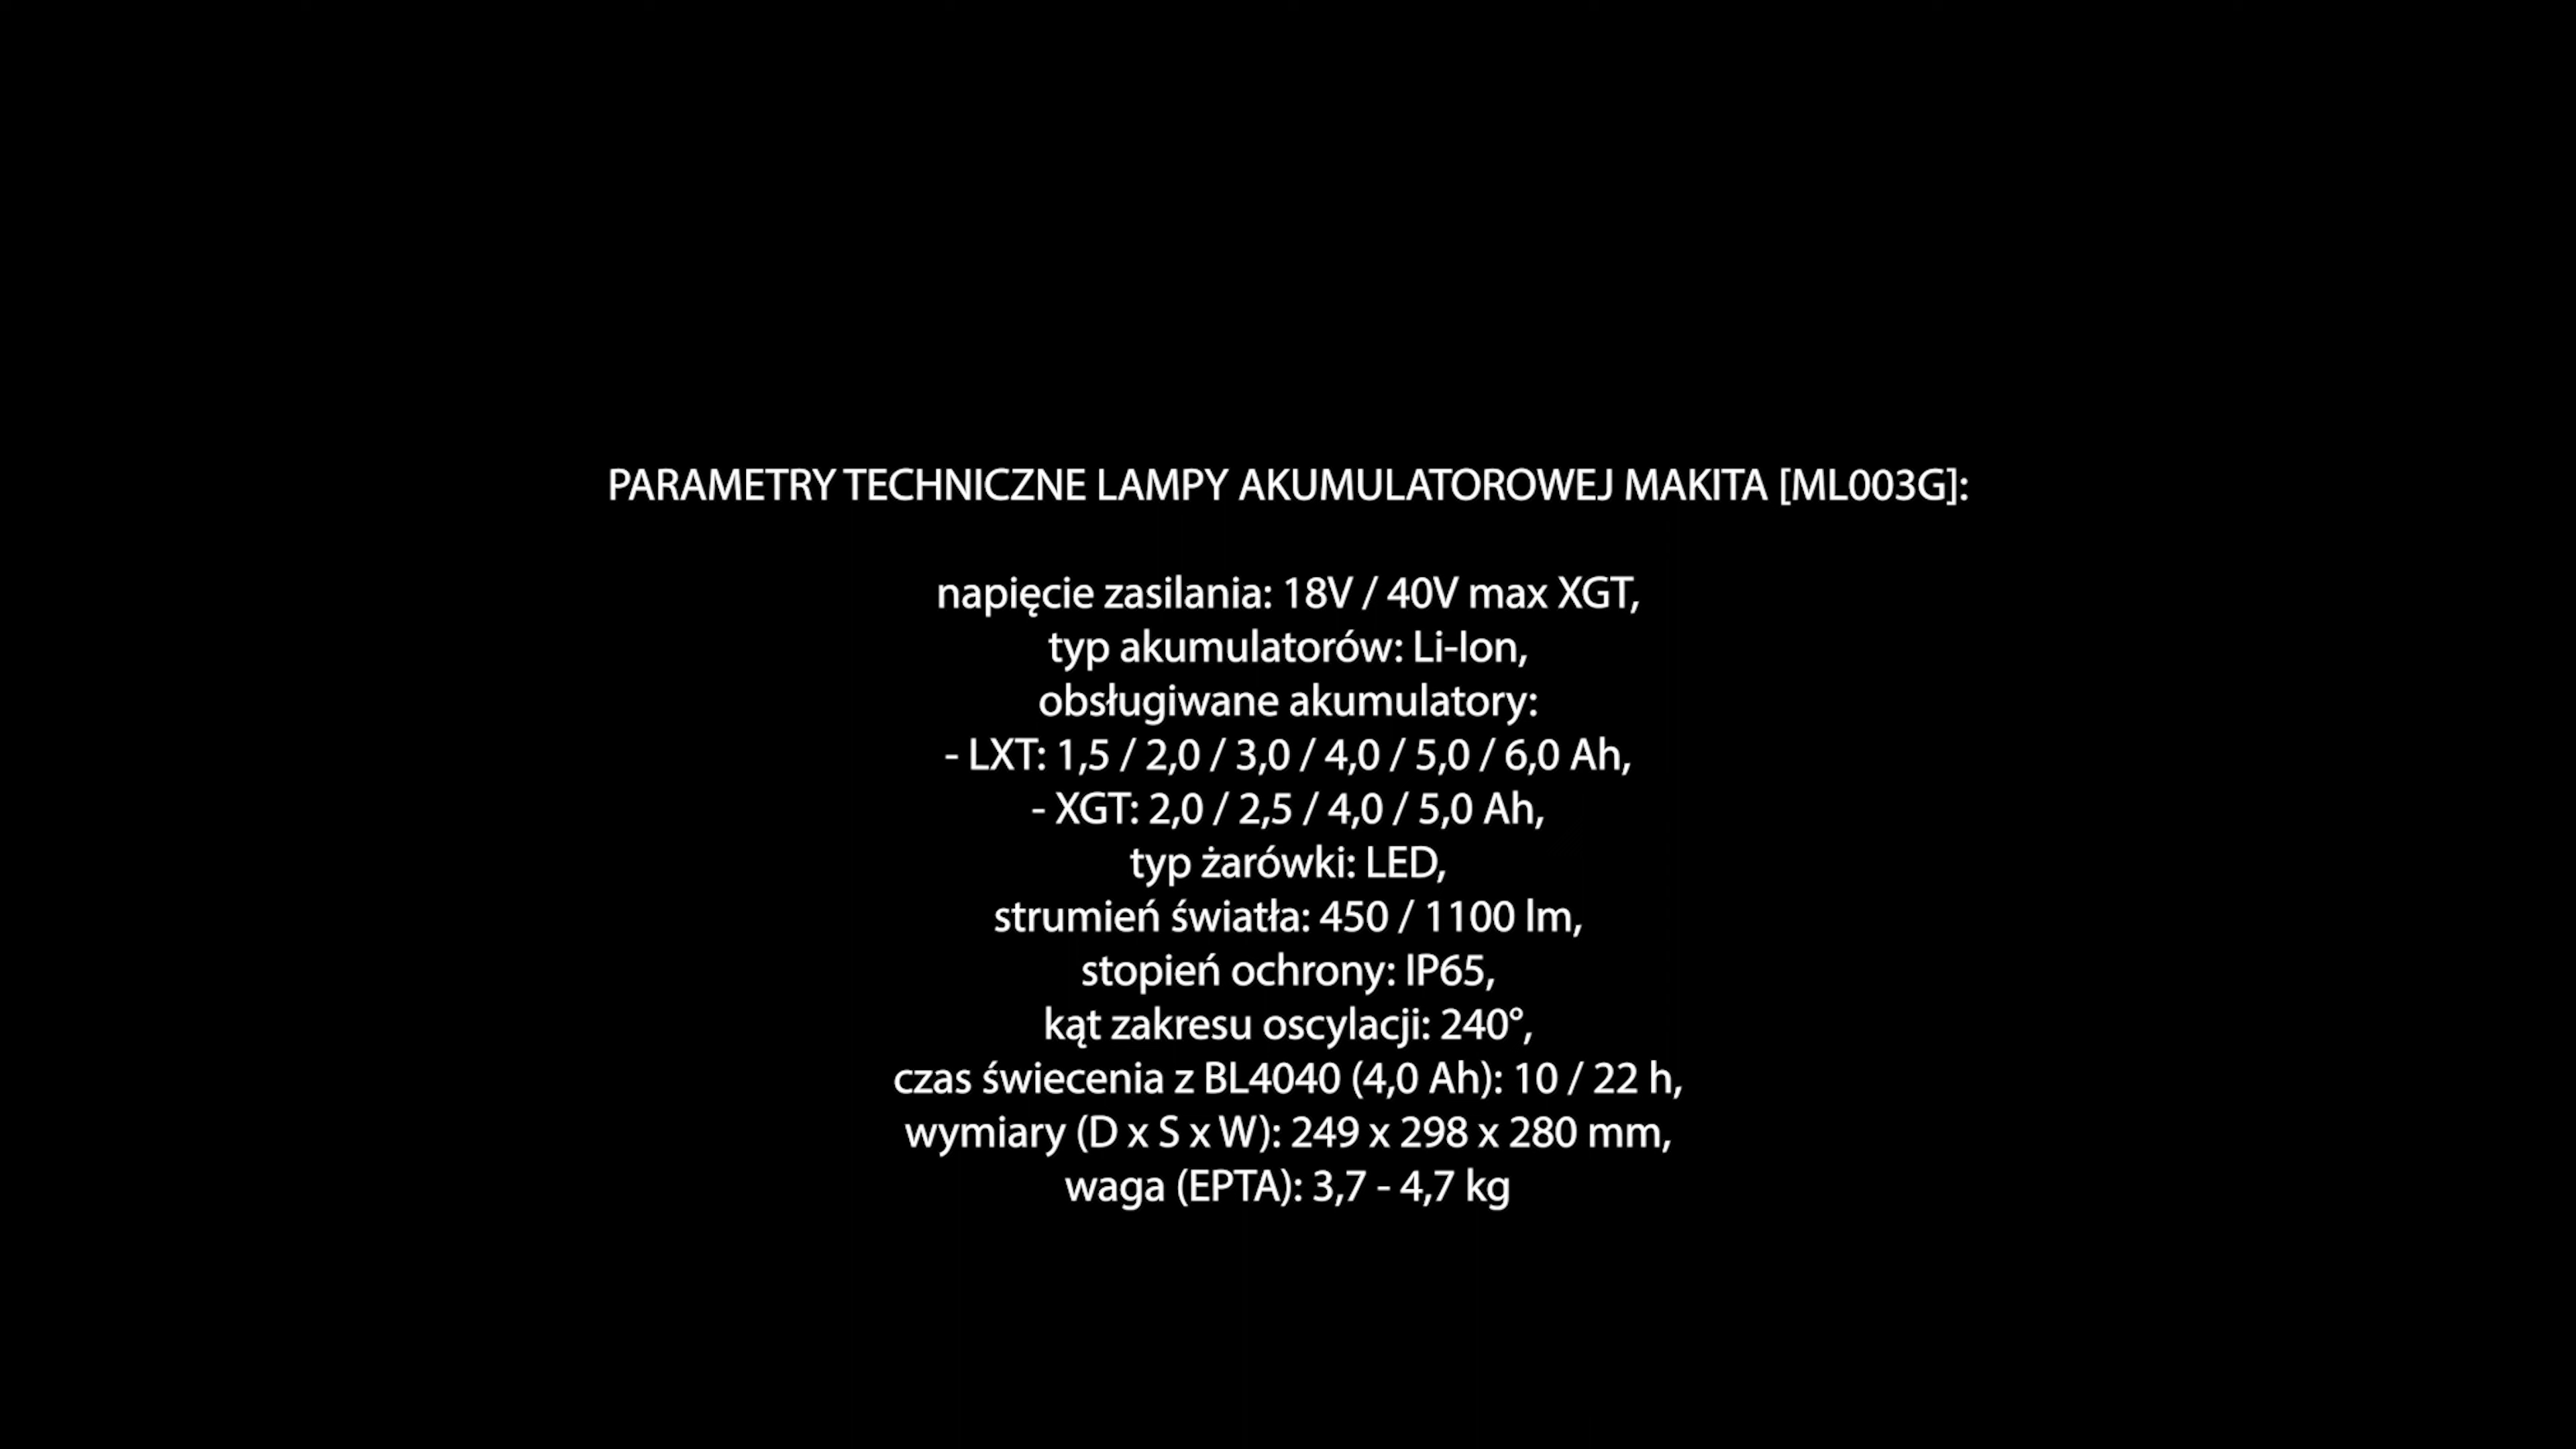 PARAMETRY TECHNICZNE LAMPY AKUMULATOROWEJ MAKITA [ML003G]:
napięcie zasilania: 18V / 40V max XGT,
typ akumulatorów: Li-Ion,
obsługiwane akumulatory:
- LXT: 1,5 / 2,0 / 3,0 / 4,0 / 5,0 / 6,0 Ah,
- XGT: 2,0 / 2,5 / 4,0 / 5,0 Ah,
typ żarówki: LED,
strumień światła: 450 / 1100 lm,
stopień ochrony: IP65,
kąt zakresu oscylacji: 240°,
czas świecenia z BL4040 (4,0 Ah): 10 / 22 h,
wymiary (D x S x W): 249 x 298 x 280 mm,
waga (EPTA): 3,7 - 4,7 kg